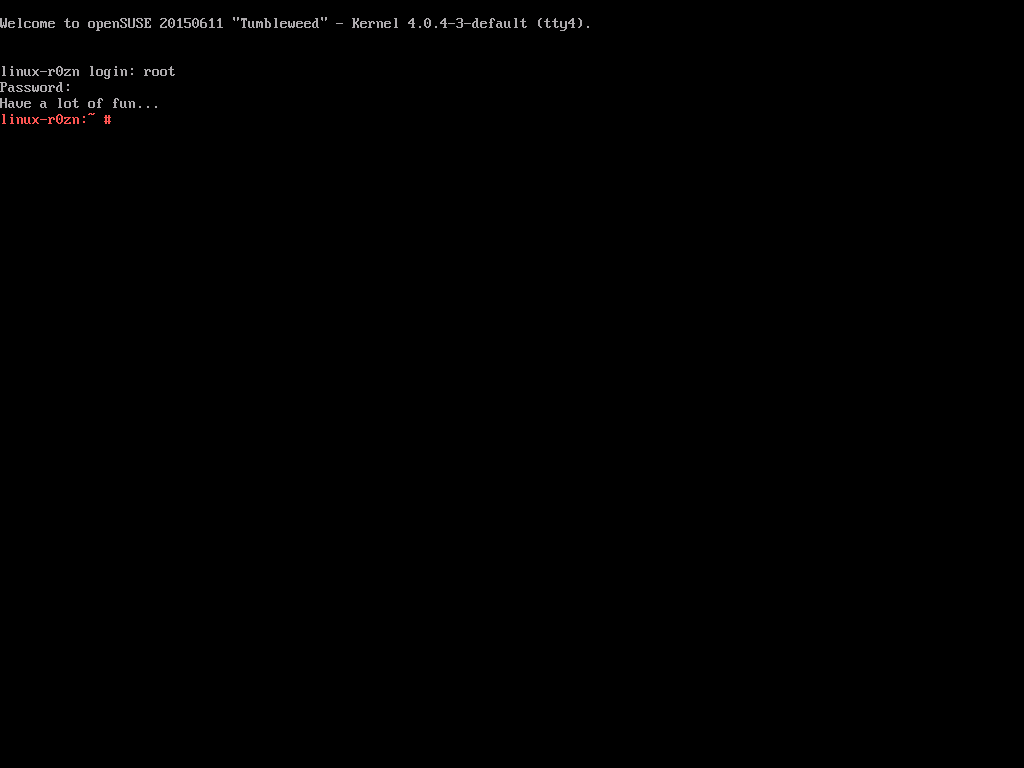 Welcome to openSUSE 20150611 "Tumbleweed" - Kernel 4.0.4-3-default (tty4).
linux-r0zn login: root
Password:
Have a lot of fun...
linux-r0zn:~ #